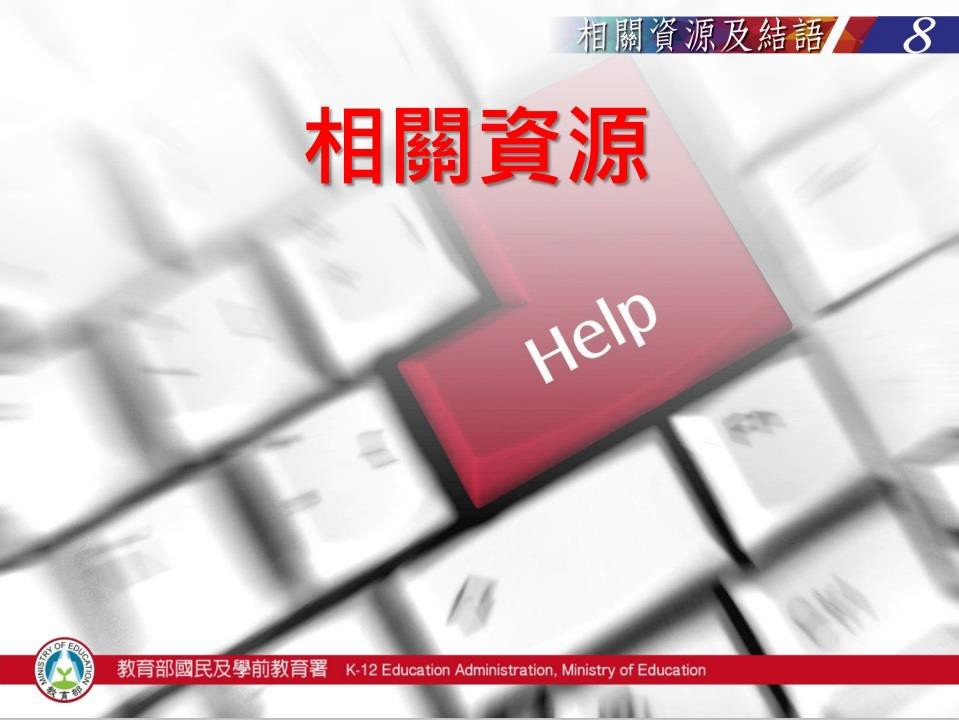 相關資源及結語 8
相關資源
Help
MINISTRY OF EDUCATION
教育部
教育部國民及學前教育署 K-12 Education Administration, Ministry of Education